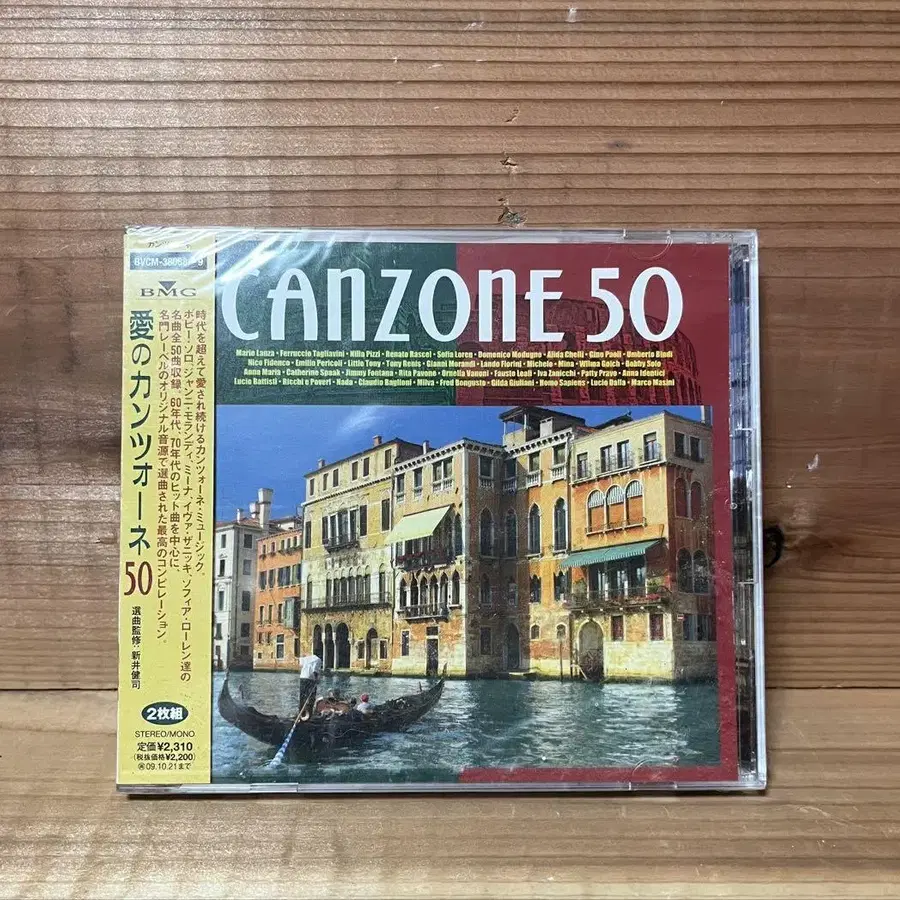 BVCM-38088~9
BMG
愛のカンツォーネ50
選曲監修:新井健司
時代を超えて愛され続けるカンツォーネ・ミュージック。
ボビー・ソロ、ジャンニ・モランディ、ミーナ、イヴァ・ザニッキ、ソフィア・ローレン達の
名曲全50曲収録。60年代、70年代のヒット曲を中心に、
名門レーベルのオリジナル音源で選曲された最高のコンピレーション。
2枚組
STEREO/MONO
定価¥2,310
(税抜価格¥2,200)
09.10.21まで
CANZONE 50
Mario Lanza • Ferruccio Tagliavini • Nilla Pizzi • Renato Rascel • Sofia Loren • Domenico Modugno • Alida Chelli • Gino Paoli • Umberto Bindi
Nico Fidenco • Emilio Pericoli • Little Tony • Tony Renis • Gianni Morandi • Lando Fiorini • Michele • Mina • Wilma Goich • Bobby Solo
Anna Maria • Catherine Spaak • Jimmy Fontana • Rita Pavone • Ornella Vanoni • Fausto Leali • Iva Zanicchi • Patty Pravo • Anna Identici
Lucio Battisti • Ricchi e Poveri • Nada • Claudio Baglioni • Milva • Fred Bongusto • Gilda Giuliani • Homo Sapiens • Lucio Dalla • Marco Masini